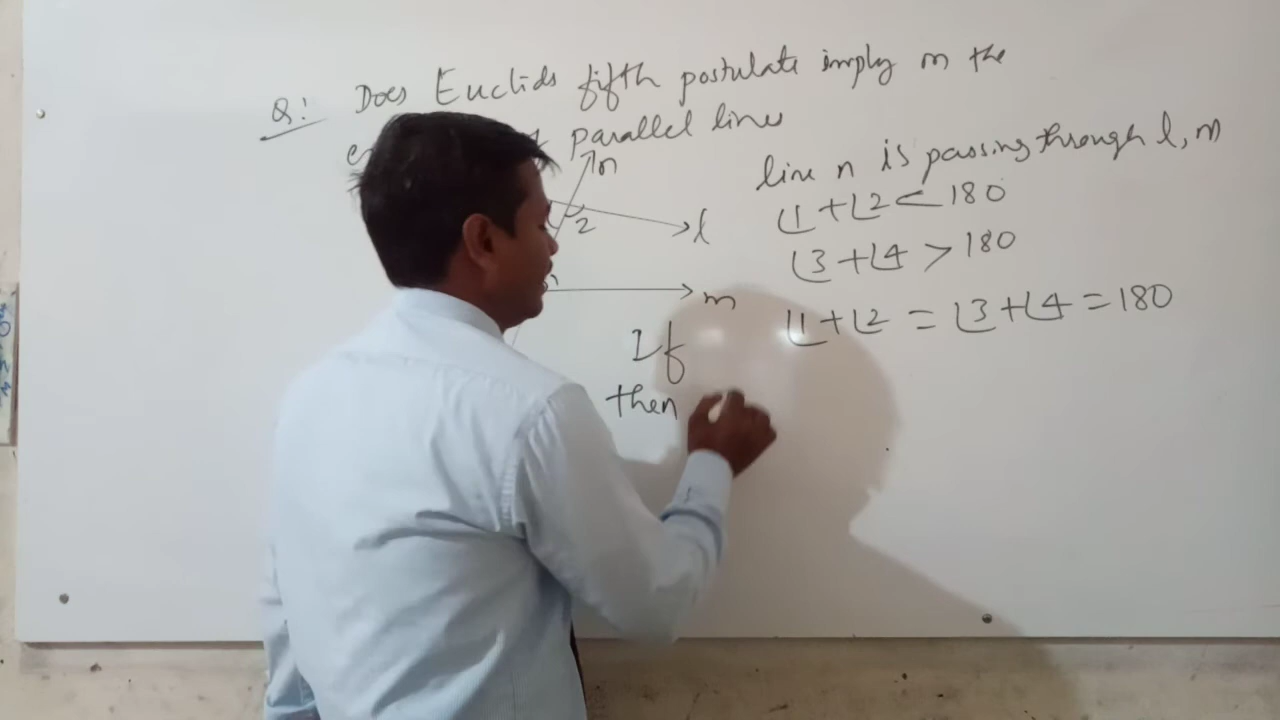 Q: Does Euclids fifth postulate imply on the
parallel lines
line n is passing through l, m
n
∠1 + ∠2 < 180
2
l
∠3 + ∠4 > 180
m
∠1 + ∠2 = ∠3 + ∠4 = 180
If
then